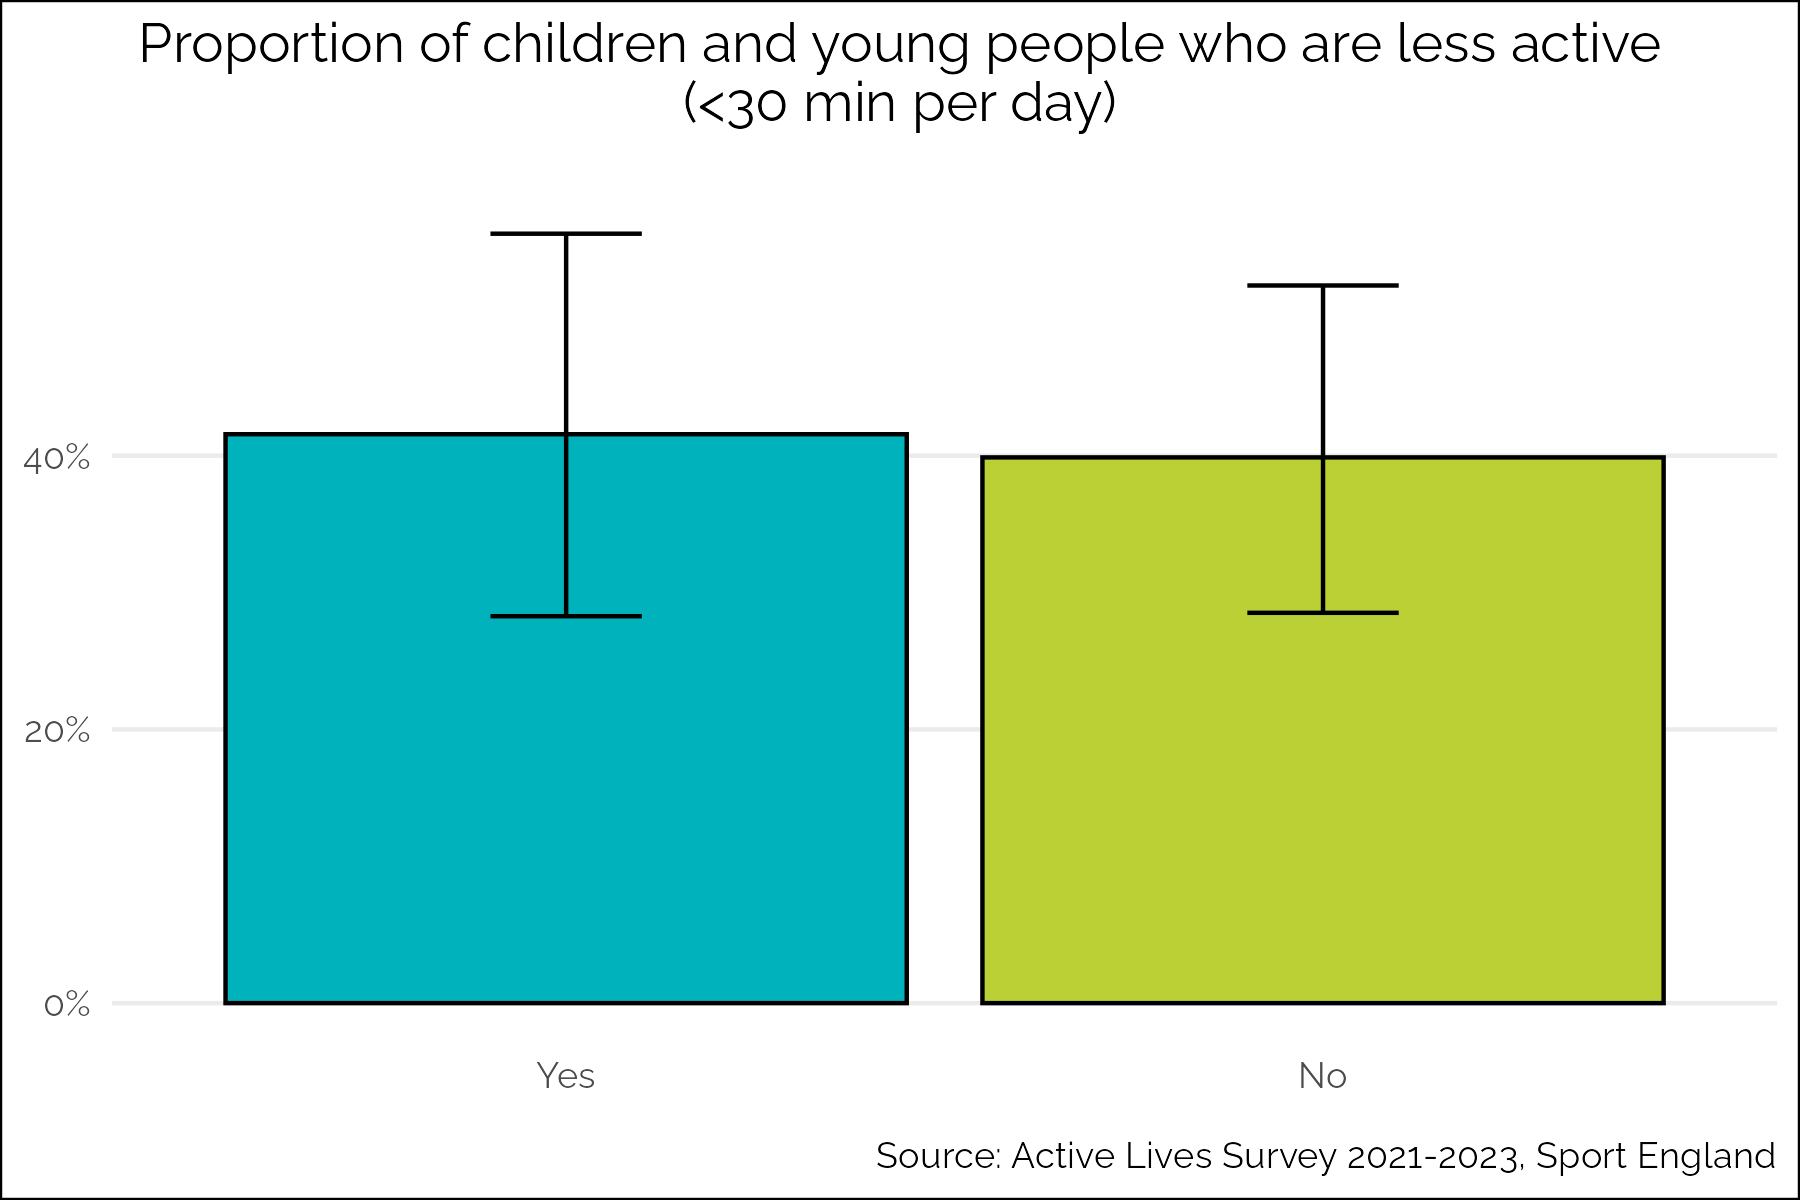 Proportion of children and young people who are less active
(<30 min per day)
40%
20%
0%
Yes
No
Source: Active Lives Survey 2021-2023, Sport England